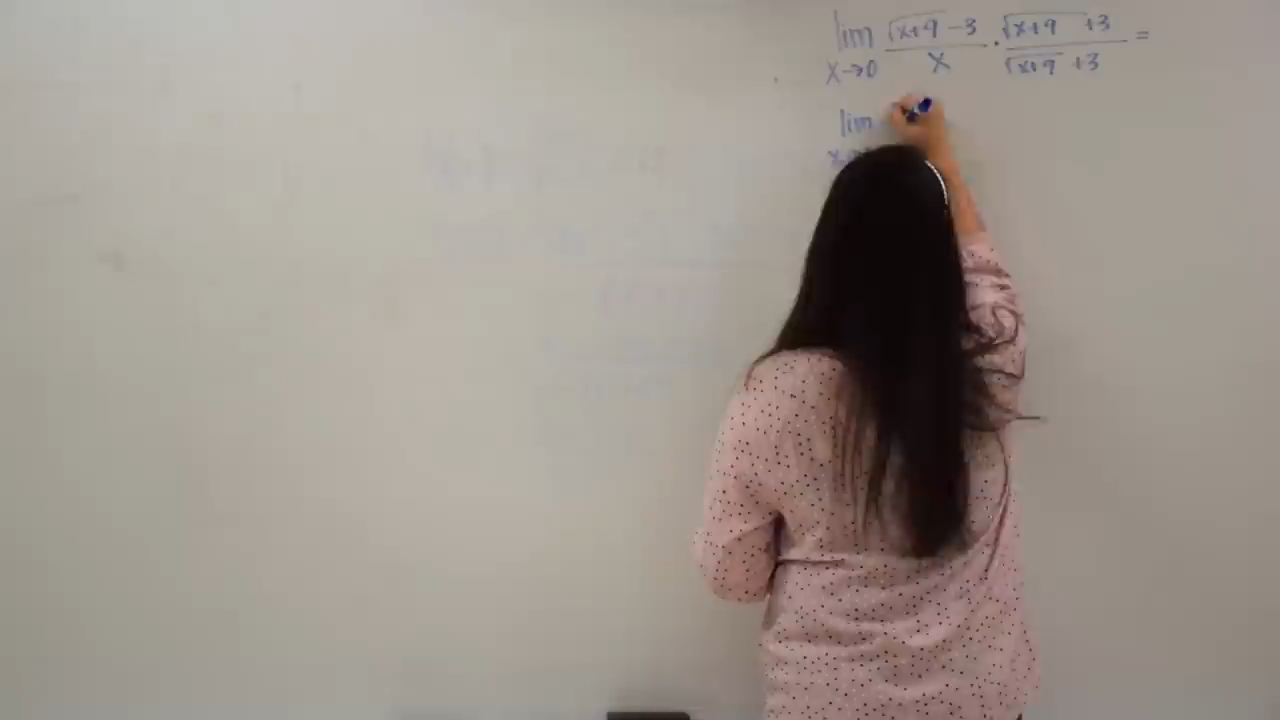 lim √x+9 -3 / x · √x+9 +3 / √x+9 +3 =
x→0
lim